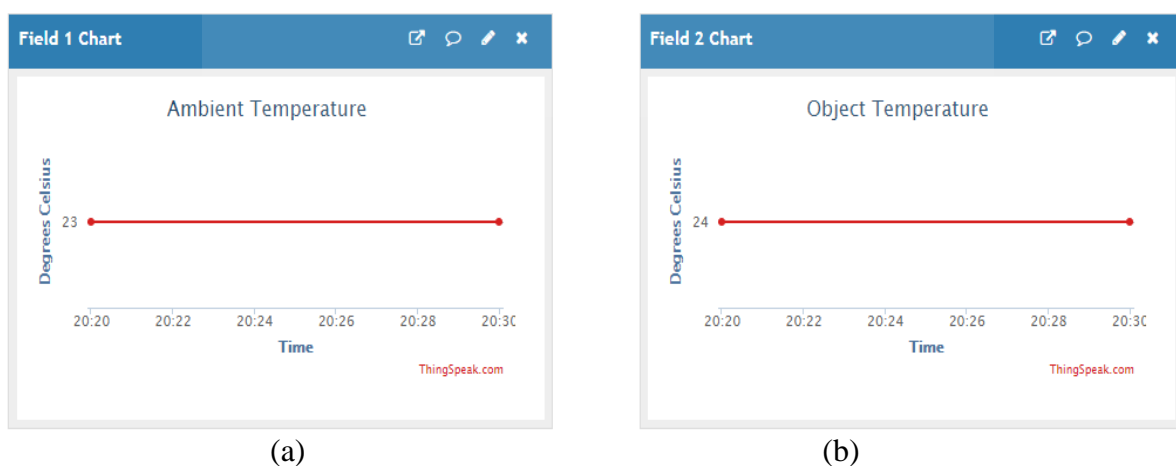 Field 1 Chart
Ambient Temperature
Degrees Celsius
23
20:20 20:22 20:24 20:26 20:28 20:30
Time
ThingSpeak.com
(a)
Field 2 Chart
Object Temperature
Degrees Celsius
24
20:20 20:22 20:24 20:26 20:28 20:30
Time
ThingSpeak.com
(b)